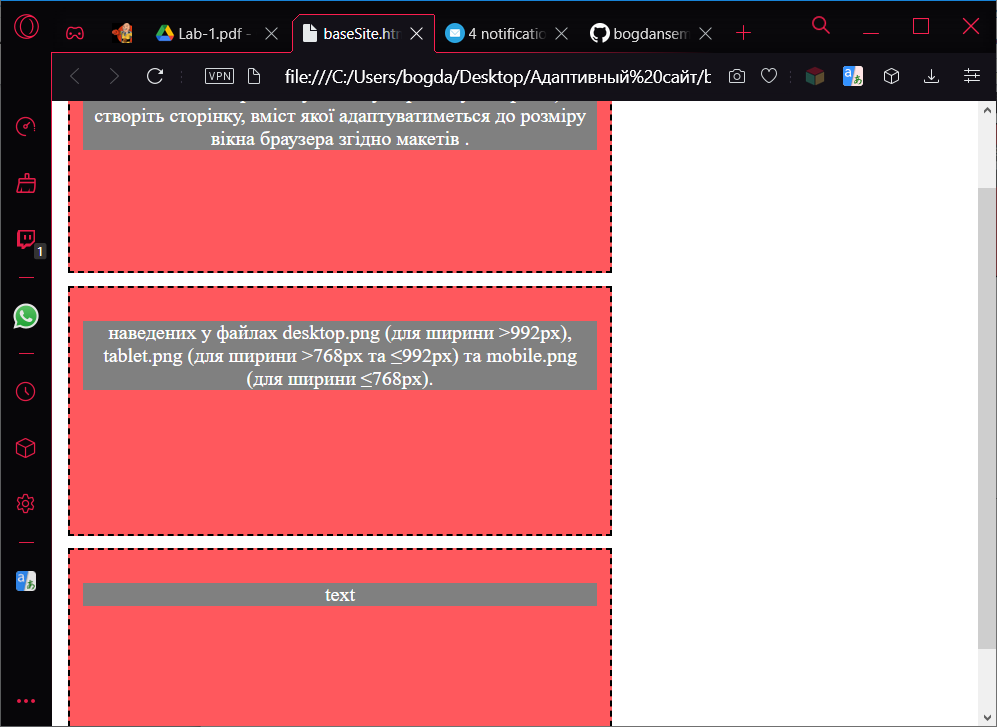 Lab-1.pdf -
baseSite.htm
4 notificatio
bogdansem
VPN
file:///C:/Users/bogda/Desktop/Адаптивный%20сайт/b
1
створіть сторінку, вміст якої адаптуватиметься до розміру
вікна браузера згідно макетів .
наведених у файлах desktop.png (для ширини >992px),
tablet.png (для ширини >768px та ≤992px) та mobile.png
(для ширини ≤768px).
text